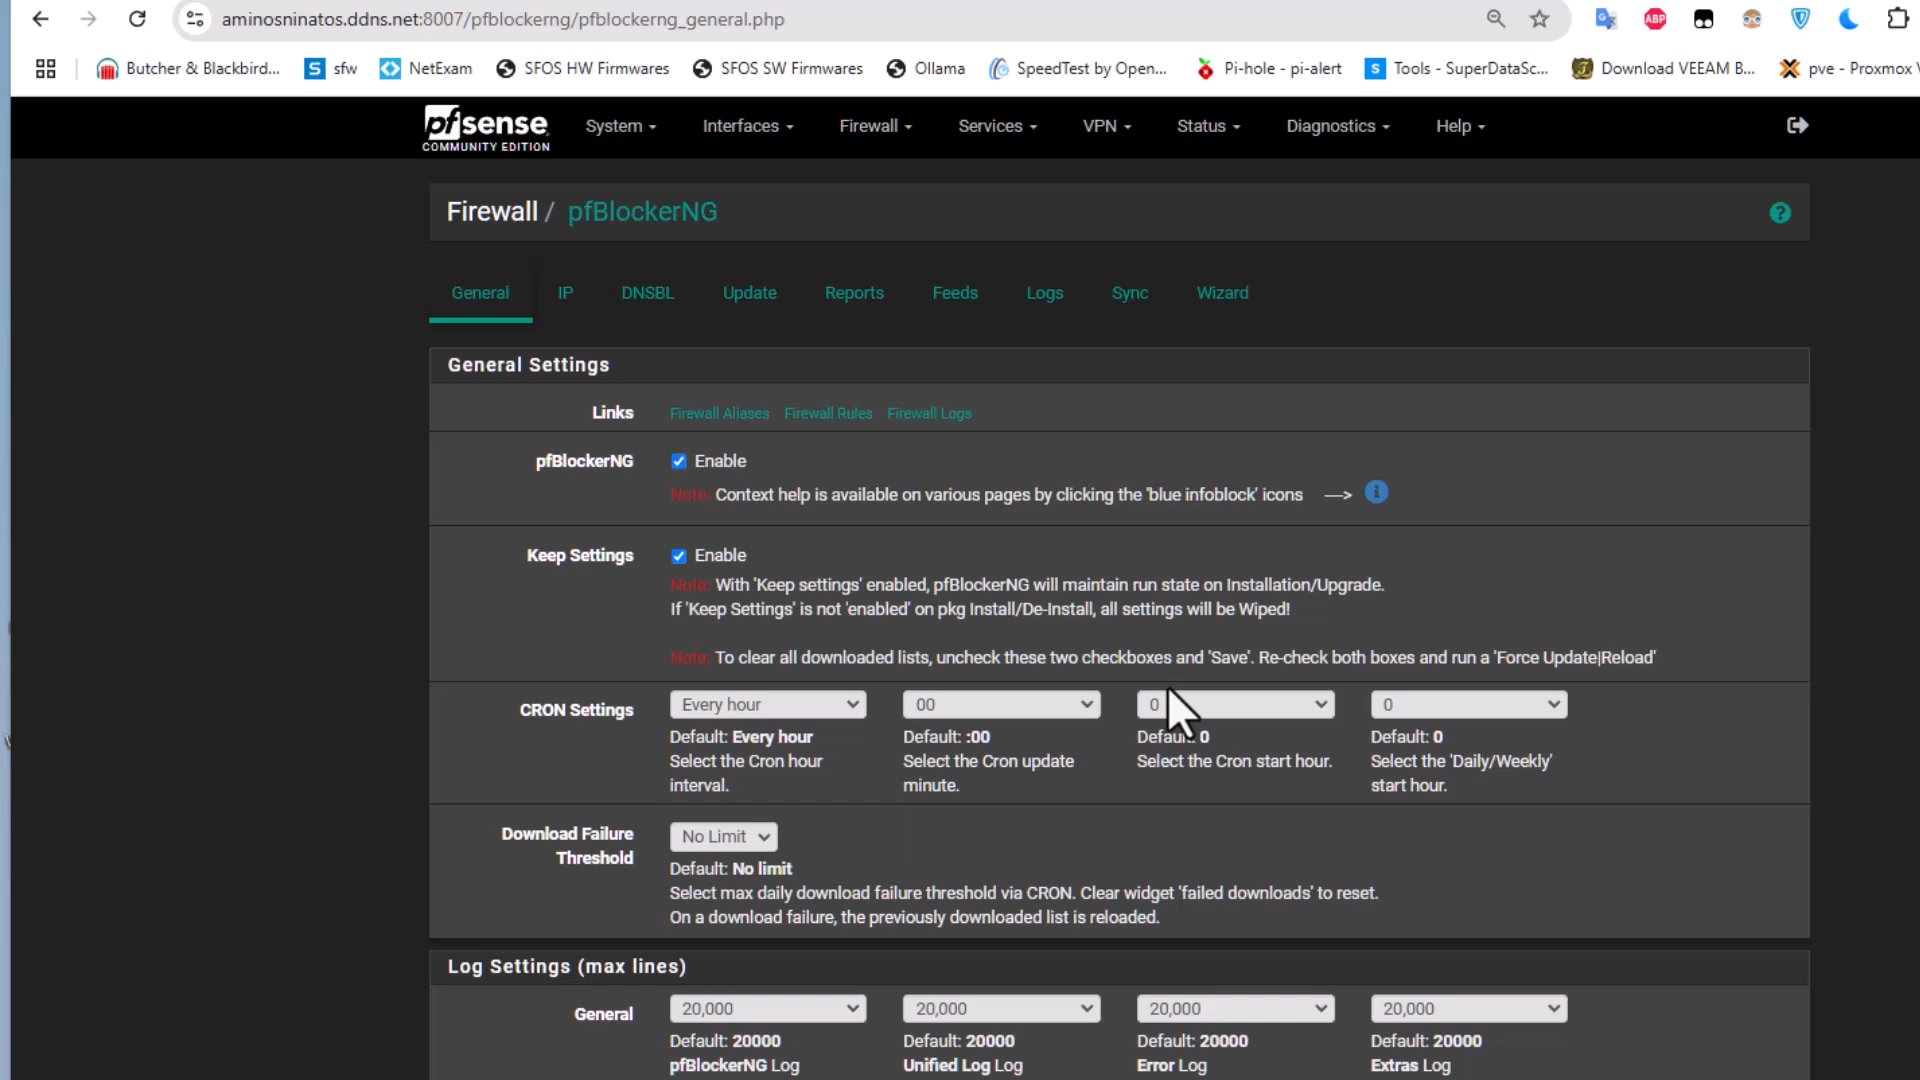 aminosninatos.ddns.net:8007/pfblockerng/pfblockerng_general.php
ABP
Butcher & Blackbird... S sfw NetExam SFOS HW Firmwares SFOS SW Firmwares Ollama SpeedTest by Open... Pi-hole - pi-alert S Tools - SuperDataSc... Download VEEAM B... pve - Proxmox V
pfsense COMMUNITY EDITION System Interfaces Firewall Services VPN Status Diagnostics Help
Firewall / pfBlockerNG
General IP DNSBL Update Reports Feeds Logs Sync Wizard
General Settings
Links Firewall Aliases Firewall Rules Firewall Logs
pfBlockerNG Enable
Note: Context help is available on various pages by clicking the 'blue infoblock' icons —>
Keep Settings Enable
Note: With 'Keep settings' enabled, pfBlockerNG will maintain run state on Installation/Upgrade.
If 'Keep Settings' is not 'enabled' on pkg Install/De-Install, all settings will be Wiped!
Note: To clear all downloaded lists, uncheck these two checkboxes and 'Save'. Re-check both boxes and run a 'Force Update|Reload'
CRON Settings Every hour 00 0 0
Default: Every hour Default: :00 Default: 0 Default: 0
Select the Cron hour Select the Cron update Select the Cron start hour. Select the 'Daily/Weekly'
interval. minute. start hour.
Download Failure Threshold No Limit
Default: No limit
Select max daily download failure threshold via CRON. Clear widget 'failed downloads' to reset.
On a download failure, the previously downloaded list is reloaded.
Log Settings (max lines)
General 20,000 20,000 20,000 20,000
Default: 20000 Default: 20000 Default: 20000 Default: 20000
pfBlockerNG Log Unified Log Log Error Log Extras Log